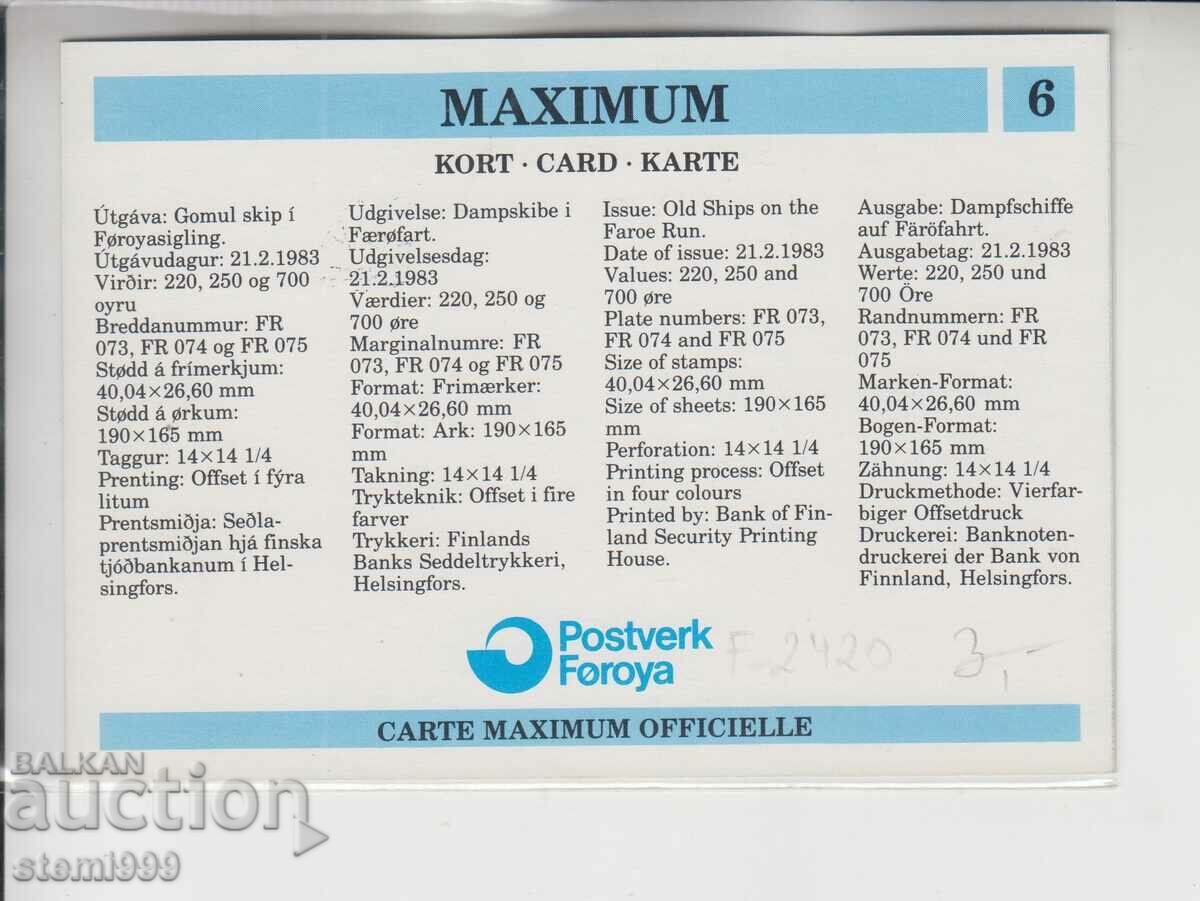 MAXIMUM
6
KORT · CARD · KARTE
Útgáva: Gomul skip í
Føroyasigling.
Útgávudagur: 21.2.1983
Virðir: 220, 250 og 700
oyru
Breddanummur: FR
073, FR 074 og FR 075
Stødd á frímerkjum:
40,04×26,60 mm
Stødd á ørkum:
190×165 mm
Taggur: 14×14 1/4
Prenting: Offset í fýra
litum
Prentsmiðja: Seðla-
prentsmiðjan hjá finska
tjóðbankanum í Hel-
singfors.
Udgivelse: Dampskibe i
Færøfart.
Udgivelsesdag:
21.2.1983
Værdier: 220, 250 og
700 øre
Marginalnumre: FR
073, FR 074 og FR 075
Format: Frimærker:
40,04×26,60 mm
Format: Ark: 190×165
mm
Takning: 14×14 1/4
Trykteknik: Offset i fire
farver
Trykkeri: Finlands
Banks Seddeltrykkeri,
Helsingfors.
Issue: Old Ships on the
Faroe Run.
Date of issue: 21.2.1983
Values: 220, 250 and
700 øre
Plate numbers: FR 073,
FR 074 and FR 075
Size of stamps:
40,04×26,60 mm
Size of sheets: 190×165
mm
Perforation: 14×14 1/4
Printing process: Offset
in four colours
Printed by: Bank of Fin-
land Security Printing
House.
Ausgabe: Dampfschiffe
auf Färöfahrt.
Ausgabetag: 21.2.1983
Werte: 220, 250 und
700 Öre
Randnummern: FR
073, FR 074 und FR
075
Marken-Format:
40,04×26,60 mm
Bogen-Format:
190×165 mm
Zähnung: 14×14 1/4
Druckmethode: Vierfar-
biger Offsetdruck
Druckerei: Banknoten-
druckerei der Bank von
Finnland, Helsingfors.
Postverk
Føroya
F-2420 3,-
CARTE MAXIMUM OFFICIELLE
BALKAN
auction
stemi999